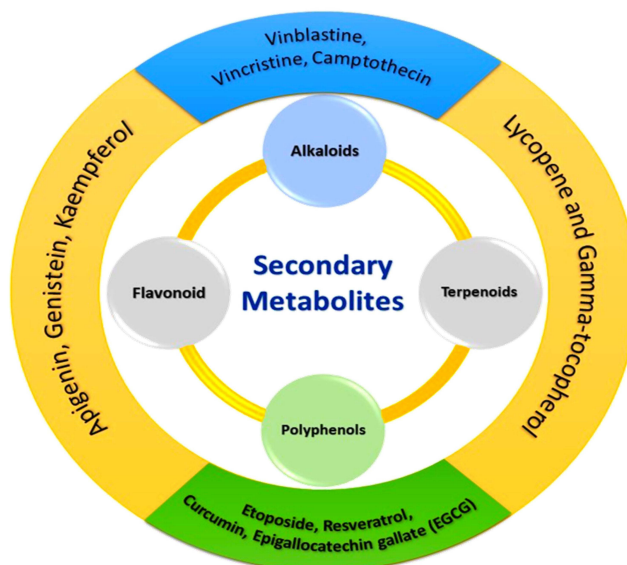 Vinblastine,
Vincristine, Camptothecin
Alkaloids
Apigenin, Genistein, Kaempferol
Lycopene and Gamma-tocopherol
Flavonoid
Secondary
Metabolites
Terpenoids
Polyphenols
Etoposide, Resveratrol,
Curcumin, Epigallocatechin gallate (EGCG)